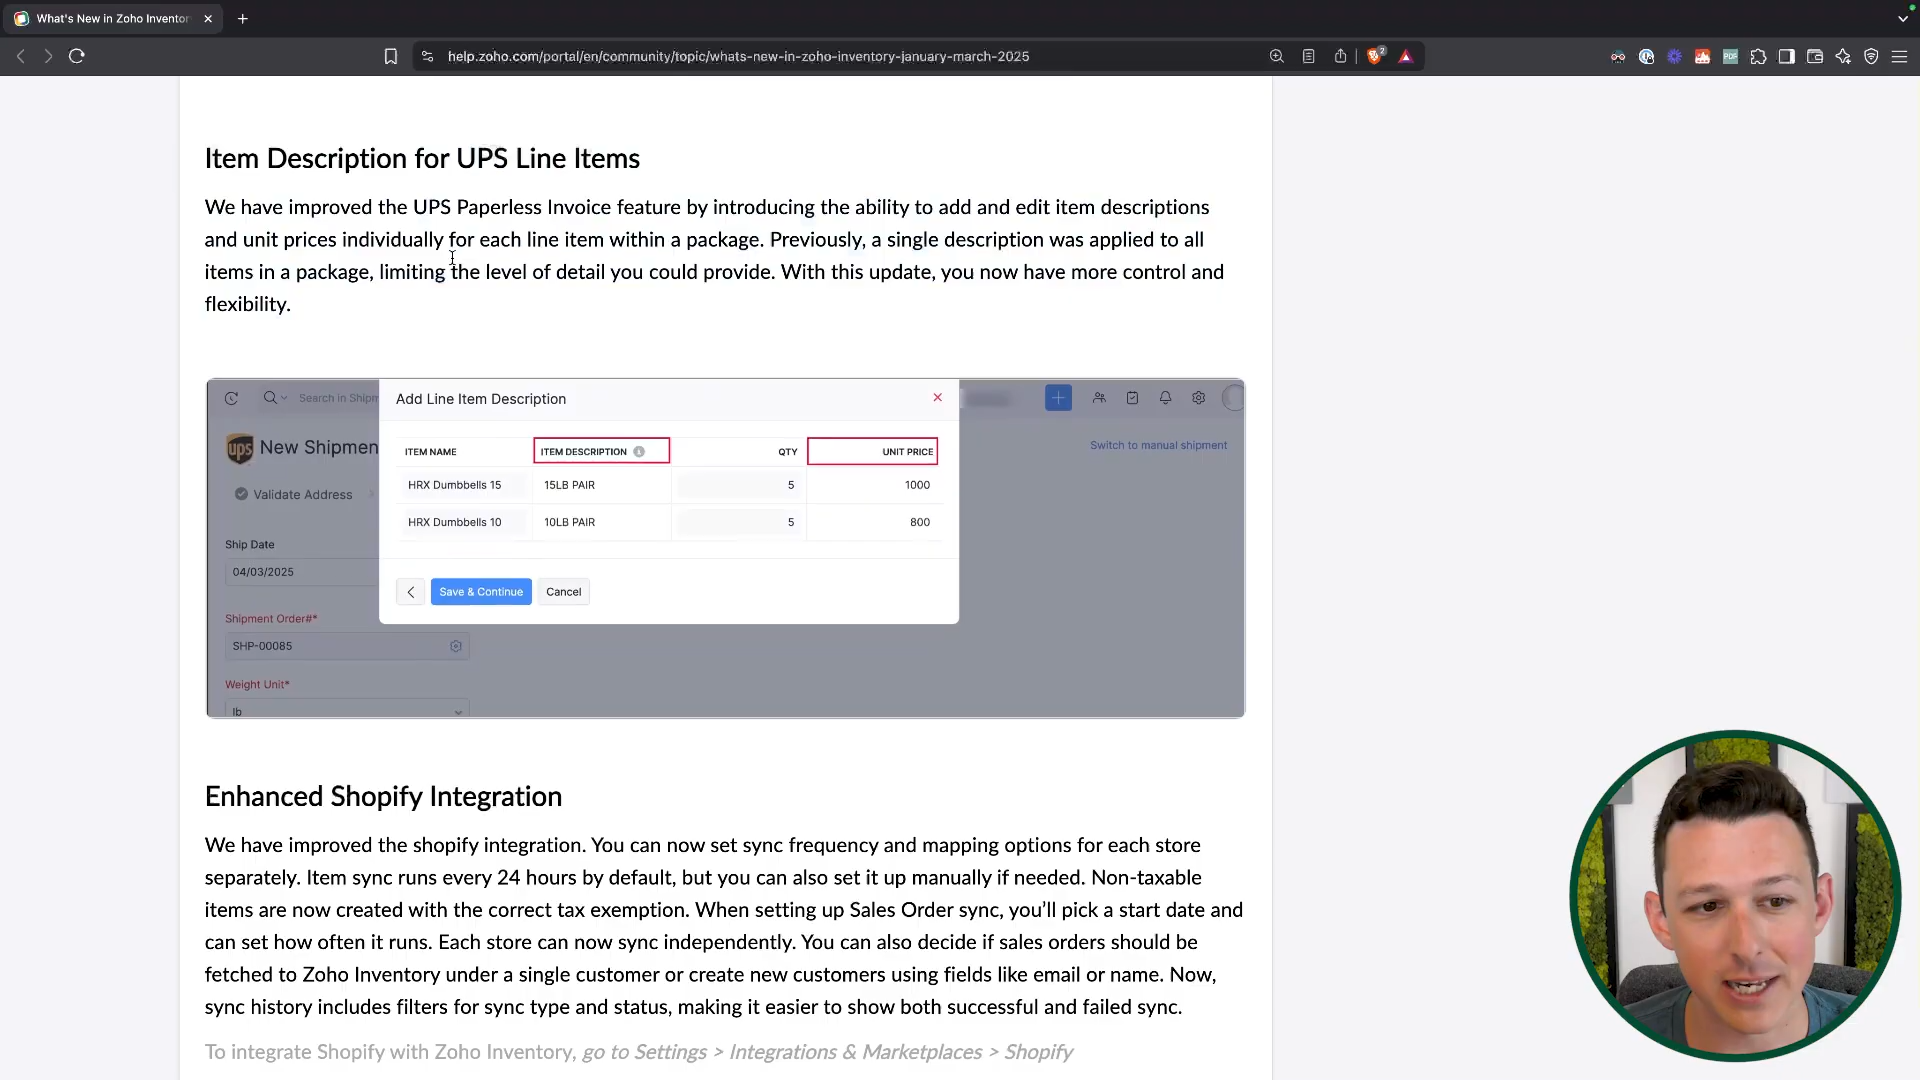 What's New in Zoho Inventor
help.zoho.com/portal/en/community/topic/whats-new-in-zoho-inventory-january-march-2025
2
PDF
Item Description for UPS Line Items
We have improved the UPS Paperless Invoice feature by introducing the ability to add and edit item descriptions
and unit prices individually for each line item within a package. Previously, a single description was applied to all
items in a package, limiting the level of detail you could provide. With this update, you now have more control and
flexibility.
Search in Shipm
Add Line Item Description
ups
New Shipmen
Switch to manual shipment
ITEM NAME
ITEM DESCRIPTION
QTY
UNIT PRICE
HRX Dumbbells 15
15LB PAIR
5
1000
Validate Address
HRX Dumbbells 10
10LB PAIR
5
800
Ship Date
04/03/2025
Save & Continue
Cancel
Shipment Order#*
SHP-00085
Weight Unit*
lb
Enhanced Shopify Integration
We have improved the shopify integration. You can now set sync frequency and mapping options for each store
separately. Item sync runs every 24 hours by default, but you can also set it up manually if needed. Non-taxable
items are now created with the correct tax exemption. When setting up Sales Order sync, you’ll pick a start date and
can set how often it runs. Each store can now sync independently. You can also decide if sales orders should be
fetched to Zoho Inventory under a single customer or create new customers using fields like email or name. Now,
sync history includes filters for sync type and status, making it easier to show both successful and failed sync.
To integrate Shopify with Zoho Inventory, go to Settings > Integrations & Marketplaces > Shopify